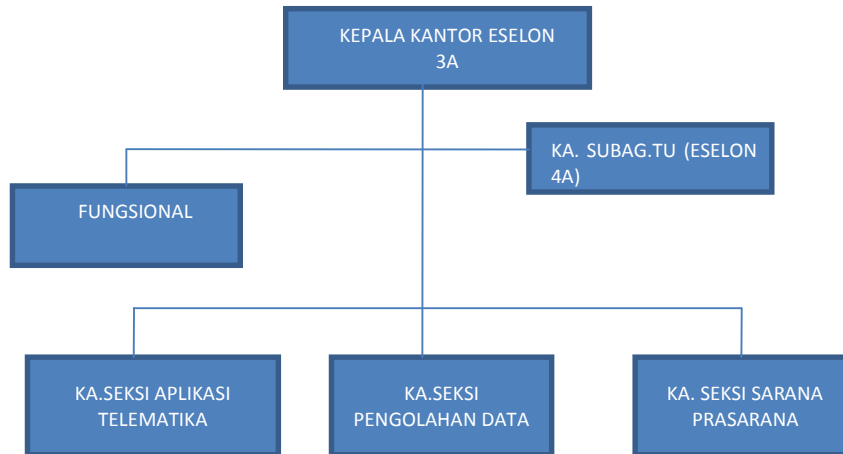 KEPALA KANTOR ESELON
3A
KA. SUBAG.TU (ESELON
4A)
FUNGSIONAL
KA.SEKSI APLIKASI
TELEMATIKA
KA.SEKSI
PENGOLAHAN DATA
KA. SEKSI SARANA
PRASARANA